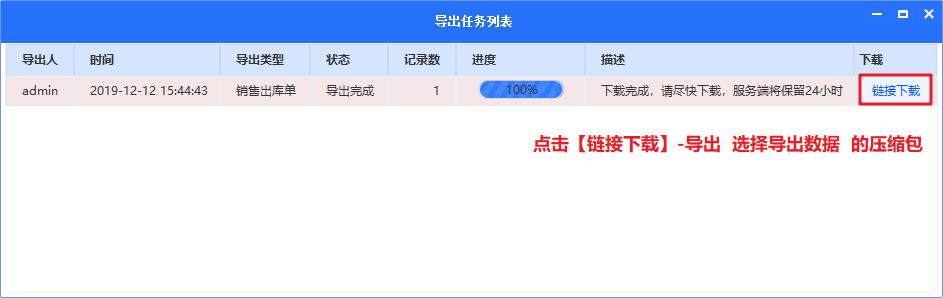 导出任务列表
导出人 时间 导出类型 状态 记录数 进度 描述 下载
admin 2019-12-12 15:44:43 销售出库单 导出完成 1 100% 下载完成，请尽快下载，服务端将保留24小时 链接下载
点击【链接下载】-导出 选择导出数据 的压缩包